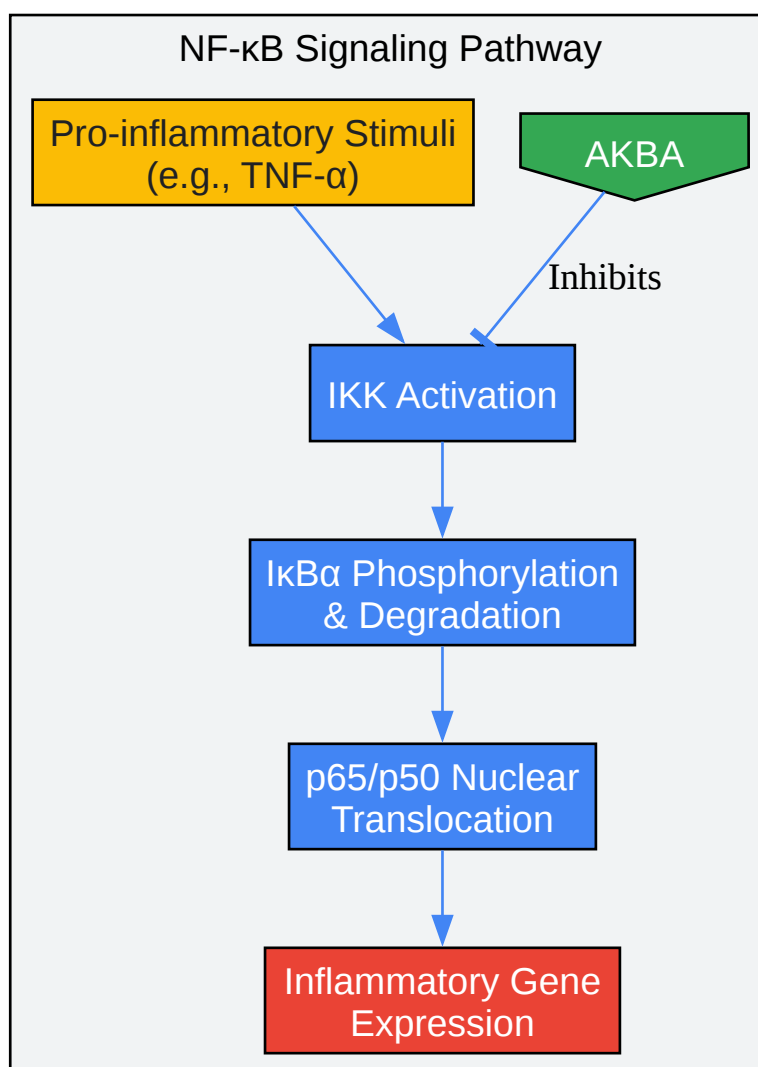 NF-κB Signaling Pathway
Pro-inflammatory Stimuli
(e.g., TNF-α)
AKBA
Inhibits
IKK Activation
IκBα Phosphorylation
& Degradation
p65/p50 Nuclear
Translocation
Inflammatory Gene
Expression